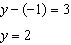 y−(−1) = 3
y = 2